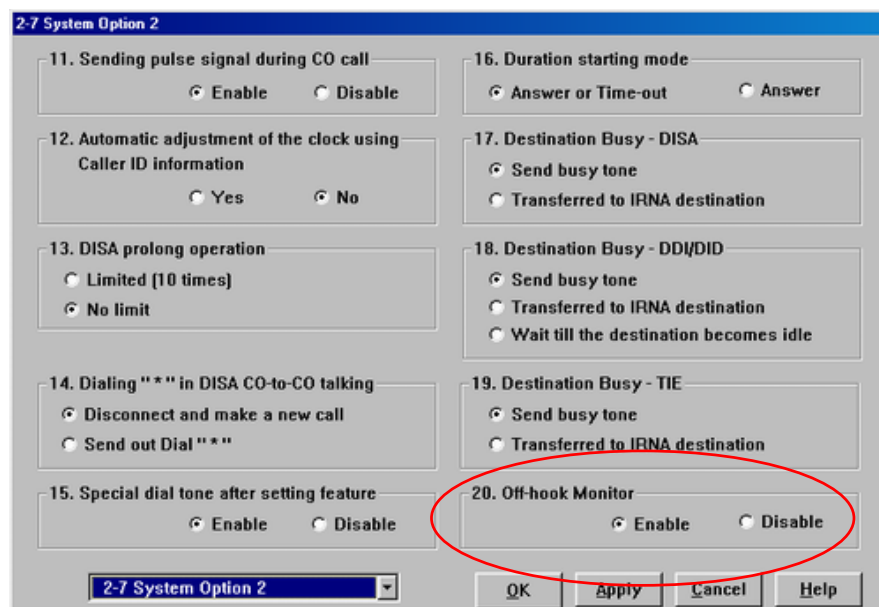 2-7 System Option 2
11. Sending pulse signal during CO call
Enable Disable
12. Automatic adjustment of the clock using
Caller ID information
Yes No
13. DISA prolong operation
Limited (10 times)
No limit
14. Dialing "*" in DISA CO-to-CO talking
Disconnect and make a new call
Send out Dial "*"
15. Special dial tone after setting feature
Enable Disable
16. Duration starting mode
Answer or Time-out Answer
17. Destination Busy - DISA
Send busy tone
Transferred to IRNA destination
18. Destination Busy - DDI/DID
Send busy tone
Transferred to IRNA destination
Wait till the destination becomes idle
19. Destination Busy - TIE
Send busy tone
Transferred to IRNA destination
20. Off-hook Monitor
Enable Disable
2-7 System Option 2
OK Apply Cancel Help